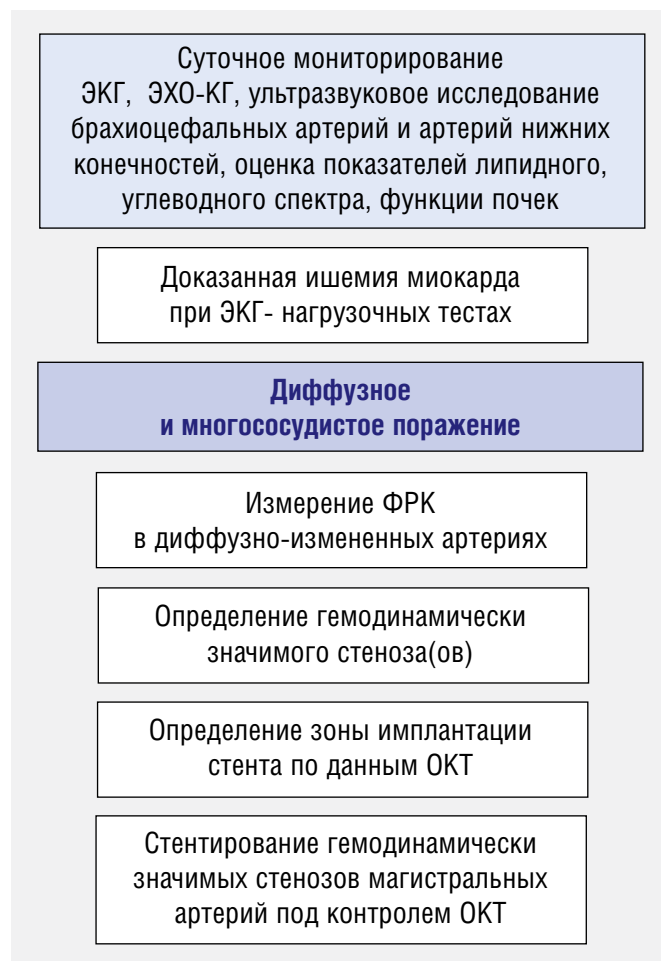 Суточное мониторирование
ЭКГ, ЭХО-КГ, ультразвуковое исследование
брахиоцефальных артерий и артерий нижних
конечностей, оценка показателей липидного,
углеводного спектра, функции почек
Доказанная ишемия миокарда
при ЭКГ- нагрузочных тестах
Диффузное
и многососудистое поражение
Измерение ФРК
в диффузно-измененных артериях
Определение гемодинамически
значимого стеноза(ов)
Определение зоны имплантации
стента по данным ОКТ
Стентирование гемодинамически
значимых стенозов магистральных
артерий под контролем ОКТ